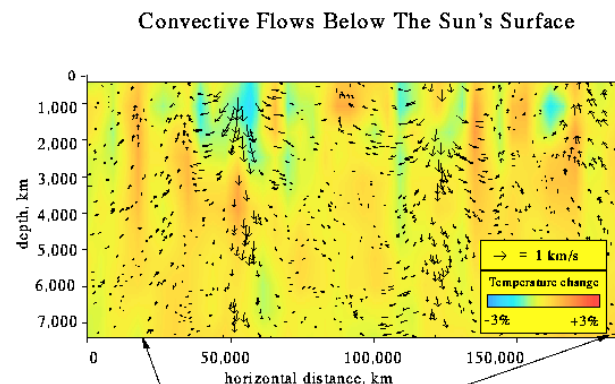 Convective Flows Below The Sun's Surface
0
1,000
2,000
3,000
4,000
5,000
6,000
7,000
depth, km
→ = 1 km/s
Temperature change
-3% +3%
0 50,000 100,000 150,000
horizontal distance, km